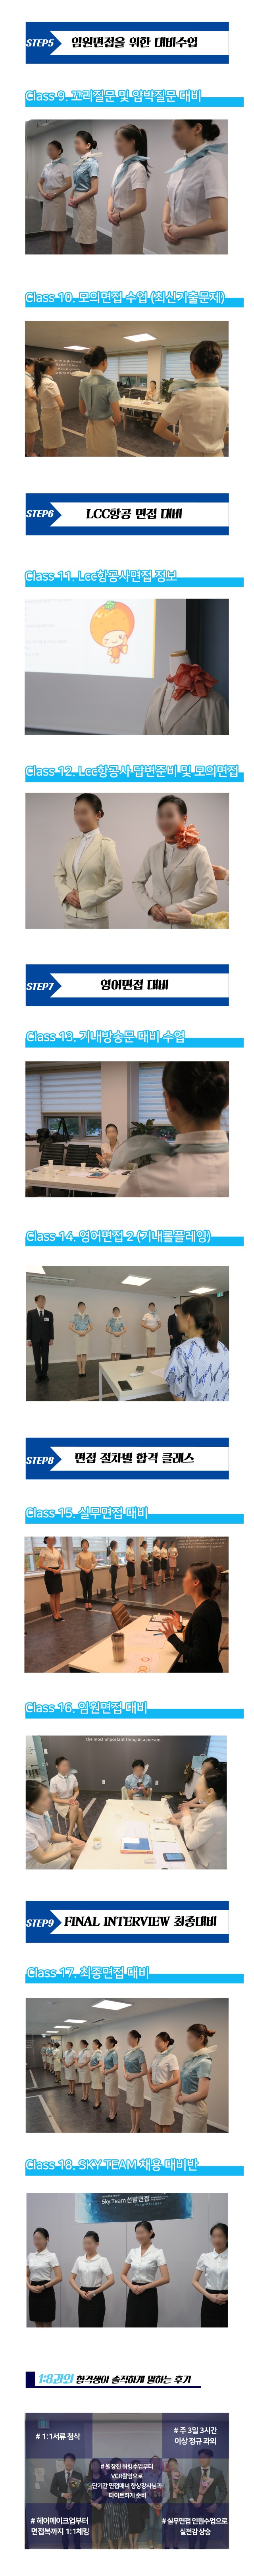 STEP5 임원면접을 위한 대비수업
Class 9. 꼬리질문 및 압박질문 대비
Class 10. 모의면접 수업 (최신기출문제)
STEP6 LCC항공 면접 대비
Class 11. Lcc항공사면접 정보
Class 12. Lcc항공사 답변준비 및 모의면접
STEP7 영어면접 대비
Class 13. 기내방송문 대비 수업
Class 14. 영어면접 2 (기내롤플레잉)
STEP8 면접 절차별 합격 클래스
Class 15. 실무면접 대비
Class 16. 임원면접 대비
the most important thing in a person.
STEP9 FINAL INTERVIEW 최종대비
Class 17. 최종면접 대비
Class 18. SKY TEAM 채용 대비반
Sky Team 선발면접
1:8과외 합격생이 솔직하게 말하는 후기
# 1:1서류 첨삭
# 주 3일 3시간
이상 정규 과외
# 원장진 워킹수업부터
VCR촬영으로
단기간 면접매너 향상강사님과
타이트하게 준비
# 헤어메이크업부터
면접복까지 1:1체킹
# 실무면접 인원수업으로
실전감 상승